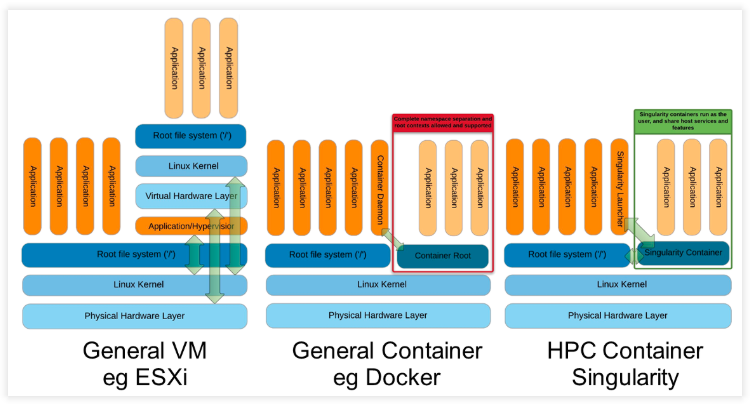 Application
Application
Application
Root file system ('/')
Linux Kernel
Virtual Hardware Layer
Application/Hypervisior
Application
Application
Application
Application
Root file system ('/')
Linux Kernel
Physical Hardware Layer
General VM
eg ESXi
Complete namespace separation and
root contexts allowed and supported
Application
Application
Application
Application
Application
Container Daemon
Application
Application
Application
Root file system ('/')
Container Root
Linux Kernel
Physical Hardware Layer
General Container
eg Docker
Singularity containers run as the
user, and share host services and
features
Application
Application
Application
Application
Application
Singularity Launcher
Application
Application
Application
Root file system ('/')
Singularity Container
Linux Kernel
Physical Hardware Layer
HPC Container
Singularity